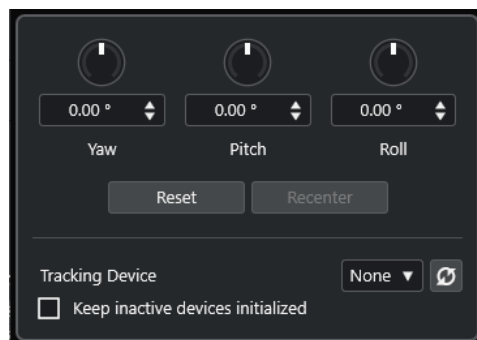 0.00 ° 0.00 ° 0.00 °
Yaw Pitch Roll
Reset Recenter
Tracking Device None
Keep inactive devices initialized